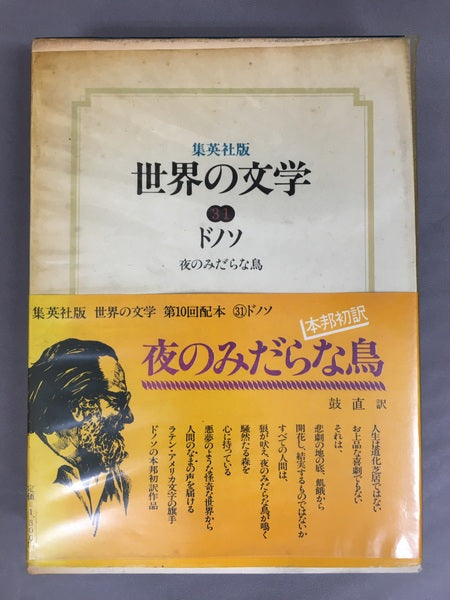 集英社版
世界の文学
31
ドノソ
夜のみだらな鳥
集英社版 世界の文学 第10回配本 ㉛ドノソ
本邦初訳
夜のみだらな鳥
鼓 直 訳
人生は道化芝居ではない
お上品な喜劇でもない
それは、
悲劇の地の底、飢餓から
開花し、結実するものではないか
すべての人間は、
狼が吠え、夜のみだらな鳥が鳴く
騒然たる森を
心に持っている
悪夢のような怪奇な世界から
人間のなまの声を届ける
ラテン・アメリカ文学の旗手
ドノソの本邦初訳作品
定価 1,300